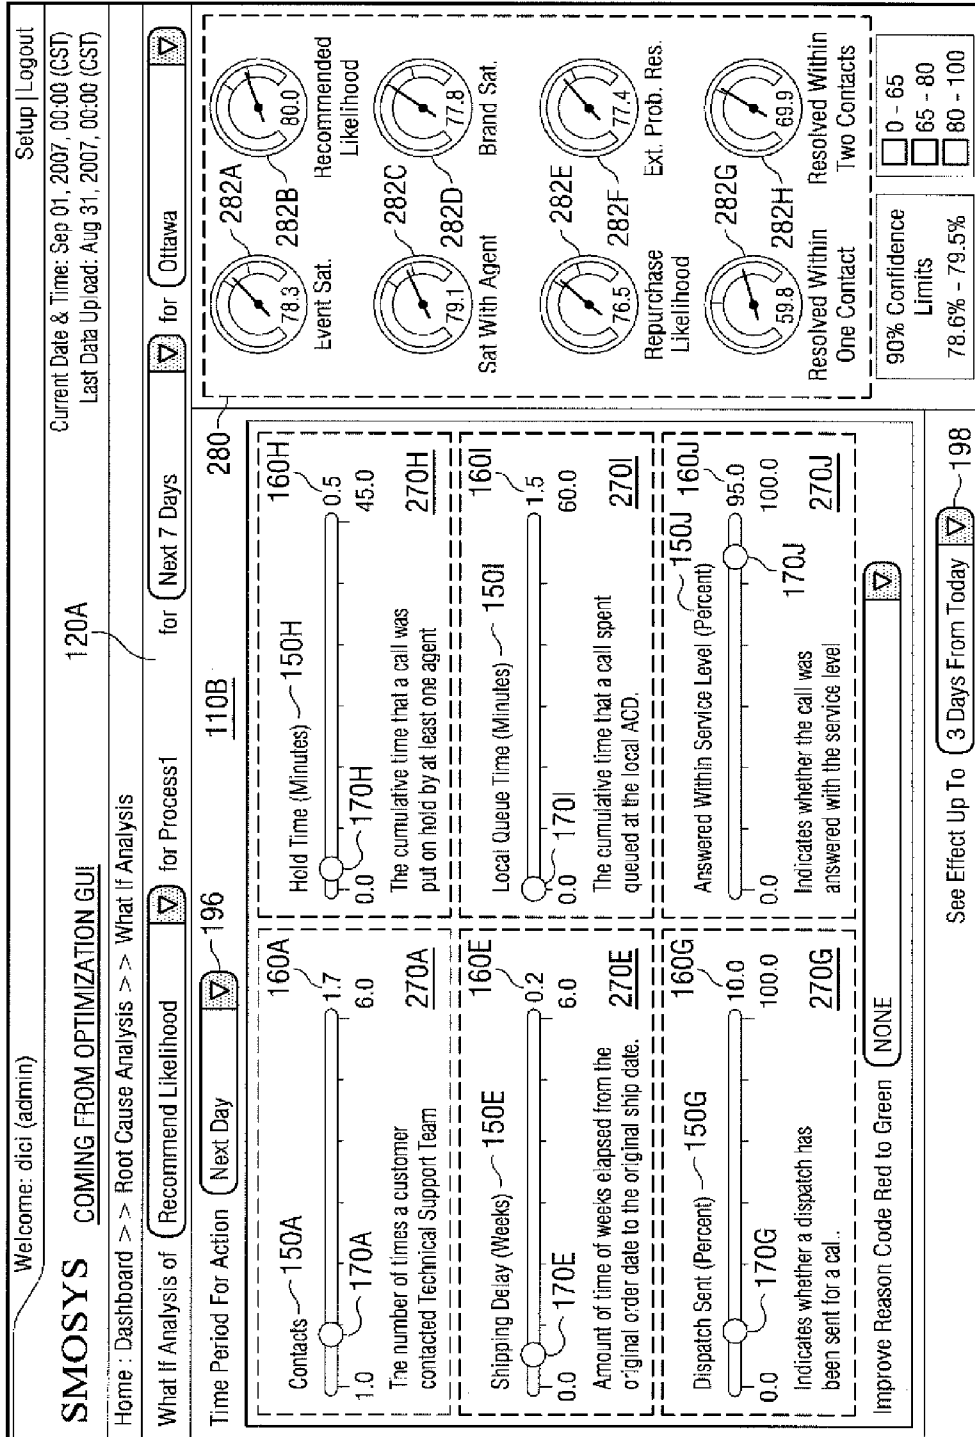 Welcome: dici (admin)
Setup | Logout
SMOSYS COMING FROM OPTIMIZATION GUI
120A
Current Date & Time: Sep 01, 2007, 00:00 (CST)
Last Data Upload: Aug 31, 2007, 00:00 (CST)
Home : Dashboard >> Root Cause Analysis >> What If Analysis
What If Analysis of Recommend Likelihood for Process1 for Next 7 Days for Ottawa
Time Period For Action Next Day 196
110B
280
Contacts 150A
160A
1.7
170A
1.0
6.0
The number of times a customer
contacted Technical Support Team
270A
Hold Time (Minutes) 150H
160H
0.5
170H
0.0
45.0
The cumulative time that a call was
put on hold by at least one agent
270H
Shipping Delay (Weeks) 150E
160E
0.2
170E
0.0
6.0
Amount of time of weeks elapsed from the
original order date to the original ship date.
270E
Local Queue Time (Minutes) 150I
160I
1.5
170I
0.0
60.0
The cumulative time that a call spent
queued at the local ACD.
270I
Dispatch Sent (Percent) 150G
160G
10.0
170G
0.0
100.0
Indicates whether a dispatch has
been sent for a call..
270G
Answered Within Service Level (Percent)
150J
160J
95.0
170J
0.0
100.0
Indicates whether the call was
answered with the service level
270J
Improve Reason Code Red to Green NONE
See Effect Up To 3 Days From Today 198
282A
78.3
Event Sat.
282B
80.0
Recommended
Likelihood
282C
79.1
Sat With Agent
282D
77.8
Brand Sat.
282E
76.5
Repurchase
Likelihood
282F
77.4
Ext. Prob. Res.
282G
59.8
Resolved Within
One Contact
282H
69.9
Resolved Within
Two Contacts
90% Confidence
Limits
78.6% - 79.5%
0 - 65
65 - 80
80 - 100